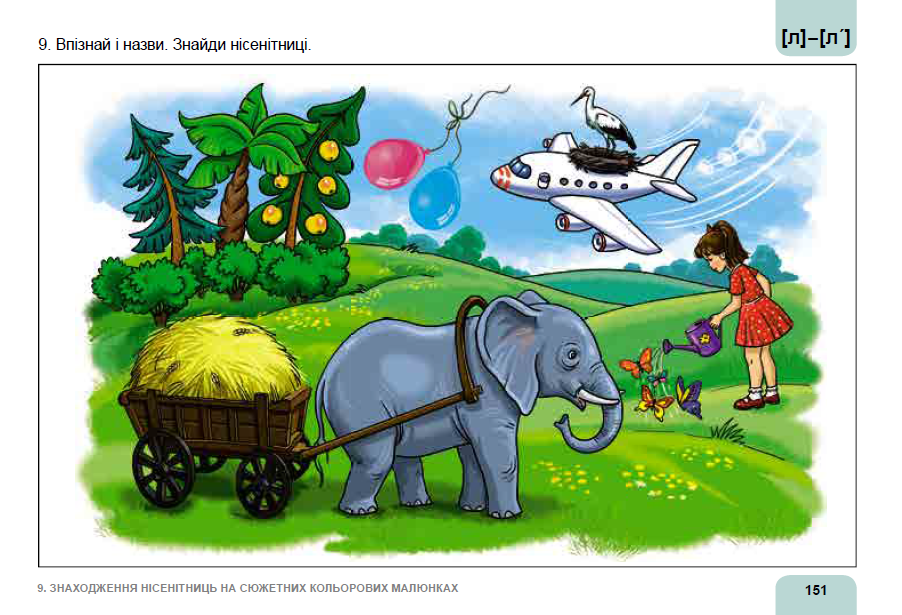 [л]–[л´]
9. Впізнай і назви. Знайди нісенітниці.
9. ЗНАХОДЖЕННЯ НІСЕНІТНИЦЬ НА СЮЖЕТНИХ КОЛЬОРОВИХ МАЛЮНКАХ
151